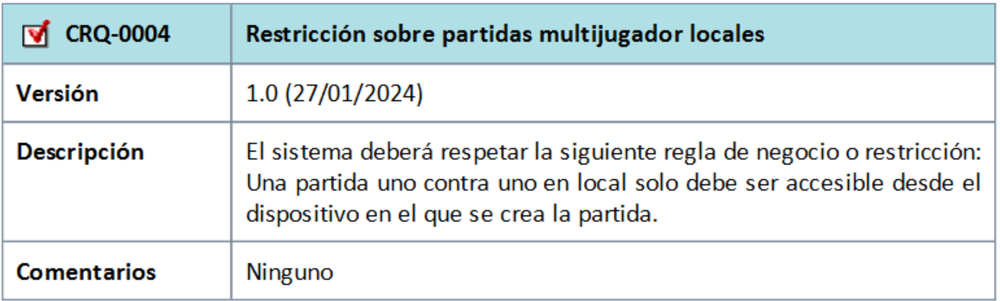 CRQ-0004 Restricción sobre partidas multijugador locales
Versión 1.0 (27/01/2024)
Descripción El sistema deberá respetar la siguiente regla de negocio o restricción:
Una partida uno contra uno en local solo debe ser accesible desde el
dispositivo en el que se crea la partida.
Comentarios Ninguno